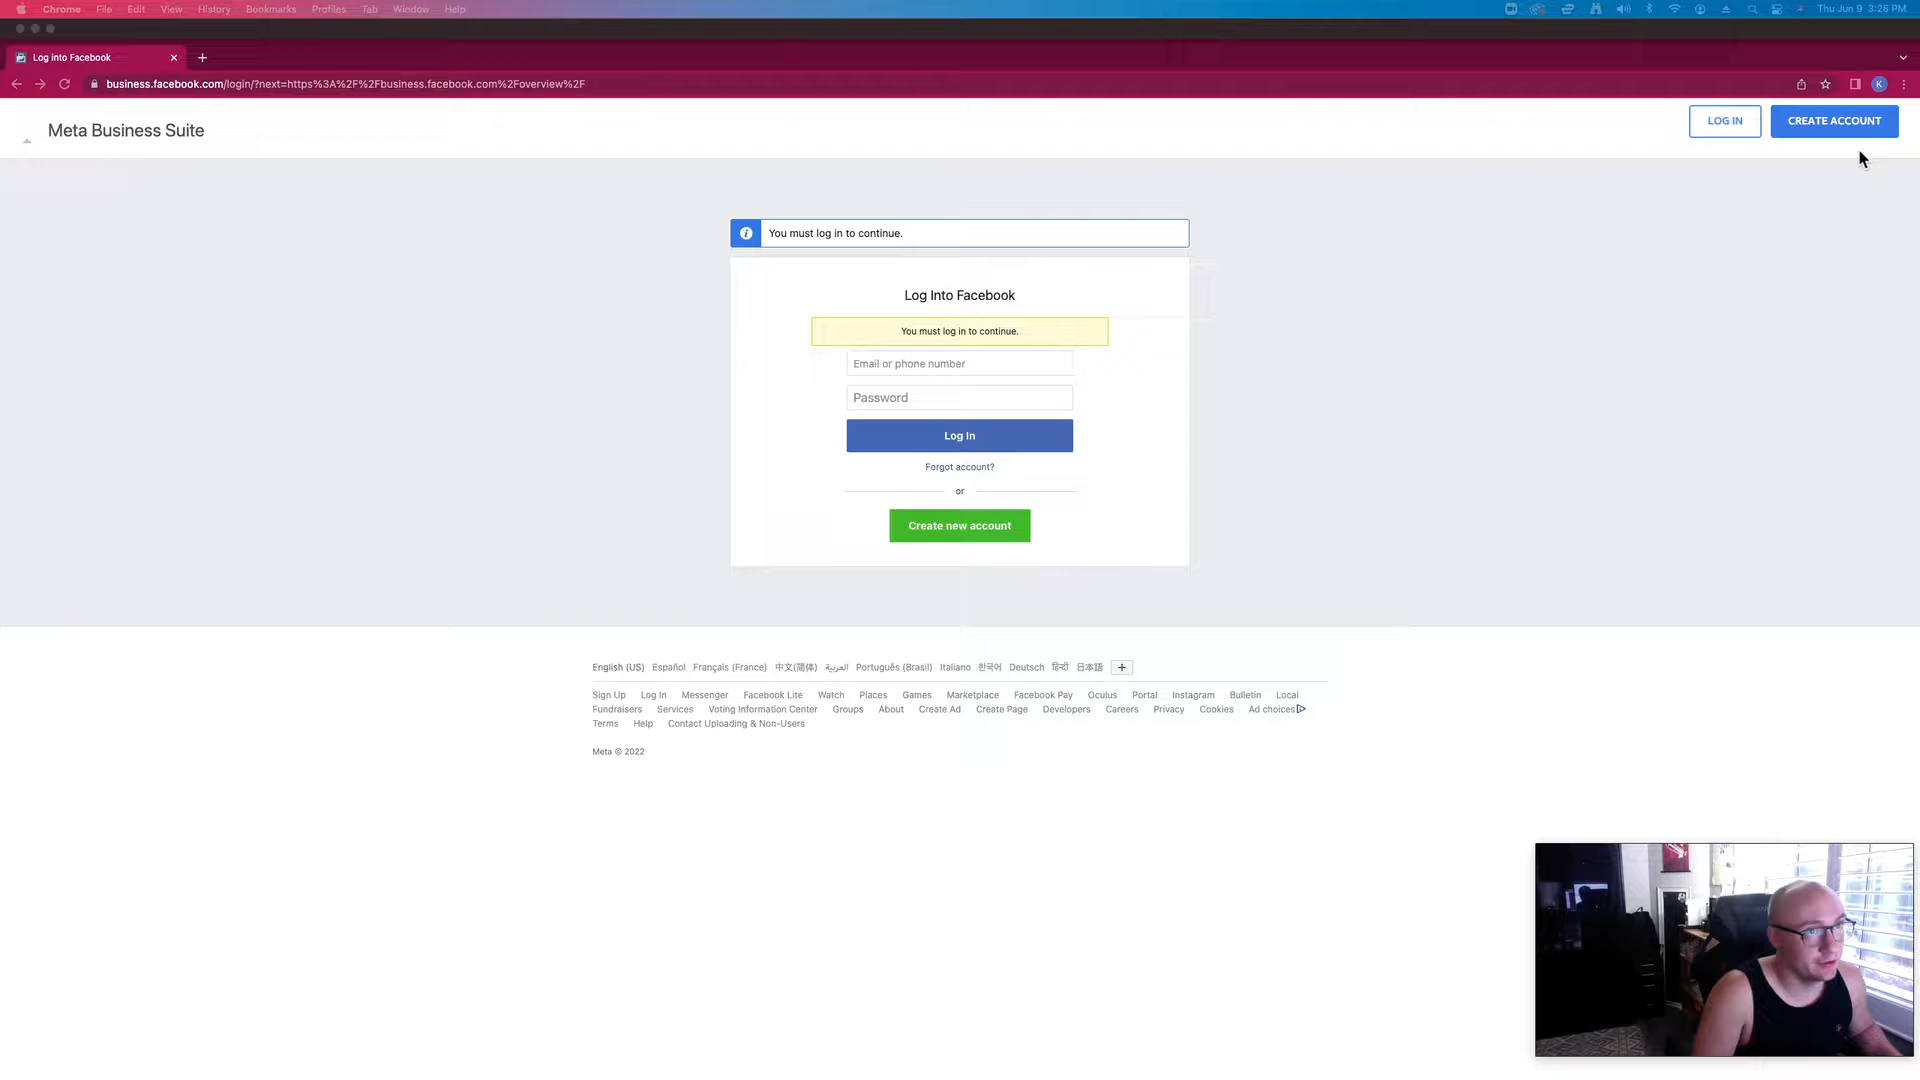 Chrome File Edit View History Bookmarks Profiles Tab Window Help Thu Jun 9 3:26 PM
Log into Facebook
business.facebook.com/login/?next=https%3A%2F%2Fbusiness.facebook.com%2Foverview%2F K
Meta Business Suite LOG IN CREATE ACCOUNT
You must log in to continue.
Log Into Facebook
You must log in to continue.
Email or phone number
Password
Log In
Forgot account?
or
Create new account
English (US) Español Français (France) 中文(简体) العربية Português (Brasil) Italiano 한국어 Deutsch हिन्दी 日本語
Sign Up Log In Messenger Facebook Lite Watch Places Games Marketplace Facebook Pay Oculus Portal Instagram Bulletin Local
Fundraisers Services Voting Information Center Groups About Create Ad Create Page Developers Careers Privacy Cookies Ad choices
Terms Help Contact Uploading & Non-Users
Meta © 2022